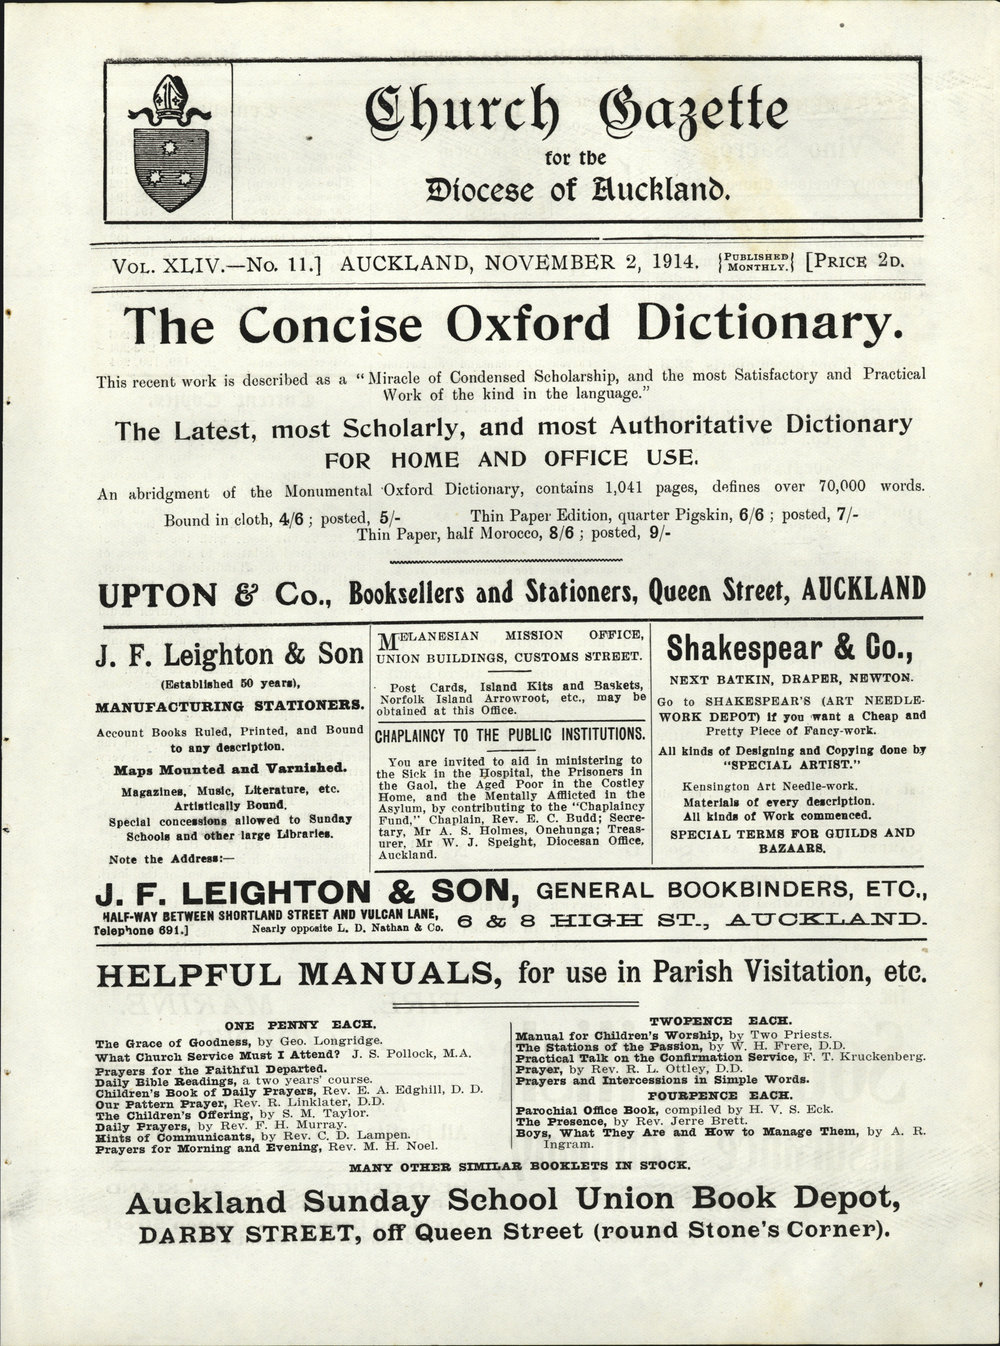 Church Gazette
for the
Diocese of Auckland.
VOL. XLIV.—No. 11.] AUCKLAND, NOVEMBER 2, 1914. {PUBLISHED MONTHLY.} [PRICE 2D.
The Concise Oxford Dictionary.
This recent work is described as a "Miracle of Condensed Scholarship, and the most Satisfactory and Practical
Work of the kind in the language."
The Latest, most Scholarly, and most Authoritative Dictionary
FOR HOME AND OFFICE USE.
An abridgment of the Monumental Oxford Dictionary, contains 1,041 pages, defines over 70,000 words.
Bound in cloth, 4/6; posted, 5/- Thin Paper Edition, quarter Pigskin, 6/6; posted, 7/-
Thin Paper, half Morocco, 8/6; posted, 9/-
UPTON & Co., Booksellers and Stationers, Queen Street, AUCKLAND
J. F. Leighton & Son
(Established 50 years),
MANUFACTURING STATIONERS.
Account Books Ruled, Printed, and Bound
to any description.
Maps Mounted and Varnished.
Magazines, Music, Literature, etc.
Artistically Bound.
Special concessions allowed to Sunday
Schools and other large Libraries.
Note the Address:—
MELANESIAN MISSION OFFICE,
UNION BUILDINGS, CUSTOMS STREET.
Post Cards, Island Kits and Baskets,
Norfolk Island Arrowroot, etc., may be
obtained at this Office.
CHAPLAINCY TO THE PUBLIC INSTITUTIONS.
You are invited to aid in ministering to
the Sick in the Hospital, the Prisoners in
the Gaol, the Aged Poor in the Costley
Home, and the Mentally Afflicted in the
Asylum, by contributing to the "Chaplaincy
Fund," Chaplain, Rev. E. C. Budd; Secre-
tary, Mr A. S. Holmes, Onehunga; Treas-
urer, Mr W. J. Speight, Diocesan Office,
Auckland.
Shakespear & Co.,
NEXT BATKIN, DRAPER, NEWTON.
Go to SHAKESPEAR'S (ART NEEDLE-
WORK DEPOT) if you want a Cheap and
Pretty Piece of Fancy-work.
All kinds of Designing and Copying done by
"SPECIAL ARTIST."
Kensington Art Needle-work.
Materials of every description.
All kinds of Work commenced.
SPECIAL TERMS FOR GUILDS AND
BAZAARS.
J. F. LEIGHTON & SON, GENERAL BOOKBINDERS, ETC.,
HALF-WAY BETWEEN SHORTLAND STREET AND VULCAN LANE,
Telephone 691.] Nearly opposite L. D. Nathan & Co.
6 & 8 HIGH ST., AUCKLAND.
HELPFUL MANUALS, for use in Parish Visitation, etc.
ONE PENNY EACH.
The Grace of Goodness, by Geo. Longridge.
What Church Service Must I Attend? J. S. Pollock, M.A.
Prayers for the Faithful Departed.
Daily Bible Readings, a two years' course.
Children's Book of Daily Prayers, Rev. E. A. Edghill, D. D.
Our Pattern Prayer, Rev. R. Linklater, D.D.
The Children's Offering, by S. M. Taylor.
Daily Prayers, by Rev. F. H. Murray.
Hints of Communicants, by Rev. C. D. Lampen.
Prayers for Morning and Evening, Rev. M. H. Noel.
TWOPENCE EACH.
Manual for Children's Worship, by Two Priests.
The Stations of the Passion, by W. H. Frere, D.D.
Practical Talk on the Confirmation Service, F. T. Kruckenberg.
Prayer, by Rev. R. L. Ottley, D.D.
Prayers and Intercessions in Simple Words.
FOURPENCE EACH.
Parochial Office Book, compiled by H. V. S. Eck.
The Presence, by Rev. Jerre Brett.
Boys, What They Are and How to Manage Them, by A. R.
Ingram.
MANY OTHER SIMILAR BOOKLETS IN STOCK.
Auckland Sunday School Union Book Depot,
DARBY STREET, off Queen Street (round Stone's Corner).